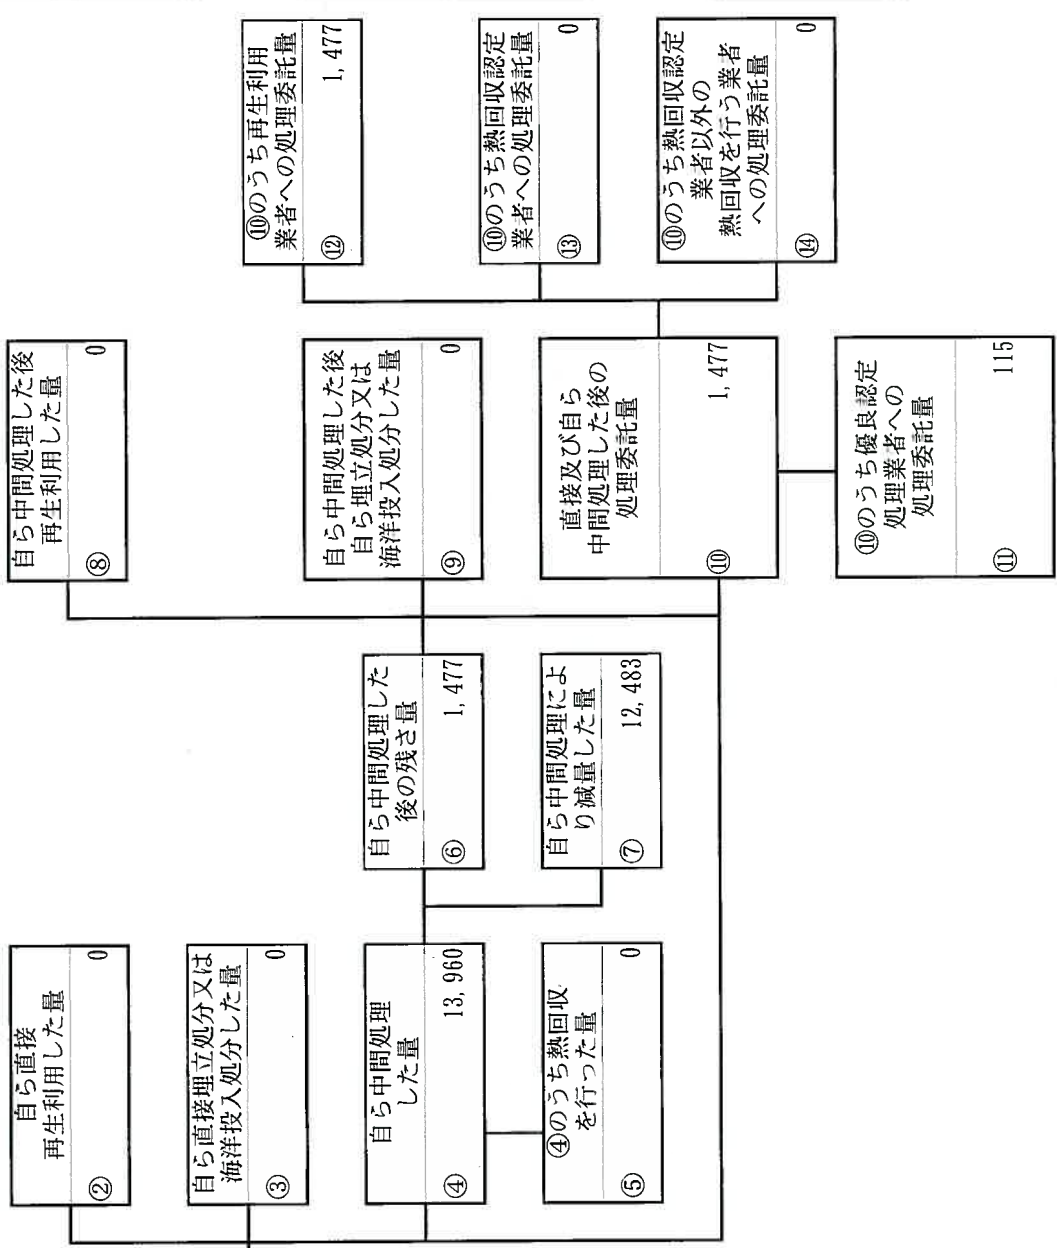 自ら直接
再生利用した量
② 0
自ら直接埋立処分又は
海洋投入処分した量
③ 0
自ら中間処理
した量
④ 13,960
④のうち熱回収
を行った量
⑤ 0
自ら中間処理した
後の残さ量
⑥ 1,477
自ら中間処理によ
り減量した量
⑦ 12,483
自ら中間処理した後
再生利用した量
⑧ 0
自ら中間処理した後
自ら埋立処分又は
海洋投入処分した量
⑨ 0
直接及び自ら
中間処理した後の
処理委託量
⑩ 1,477
⑩のうち優良認定
処理業者への
処理委託量
⑪ 115
⑩のうち再生利用
業者への処理委託量
⑫ 1,477
⑩のうち熱回収認定
業者への処理委託量
⑬ 0
⑩のうち熱回収認定
業者以外の
熱回収を行う業者
への処理委託量
⑭ 0